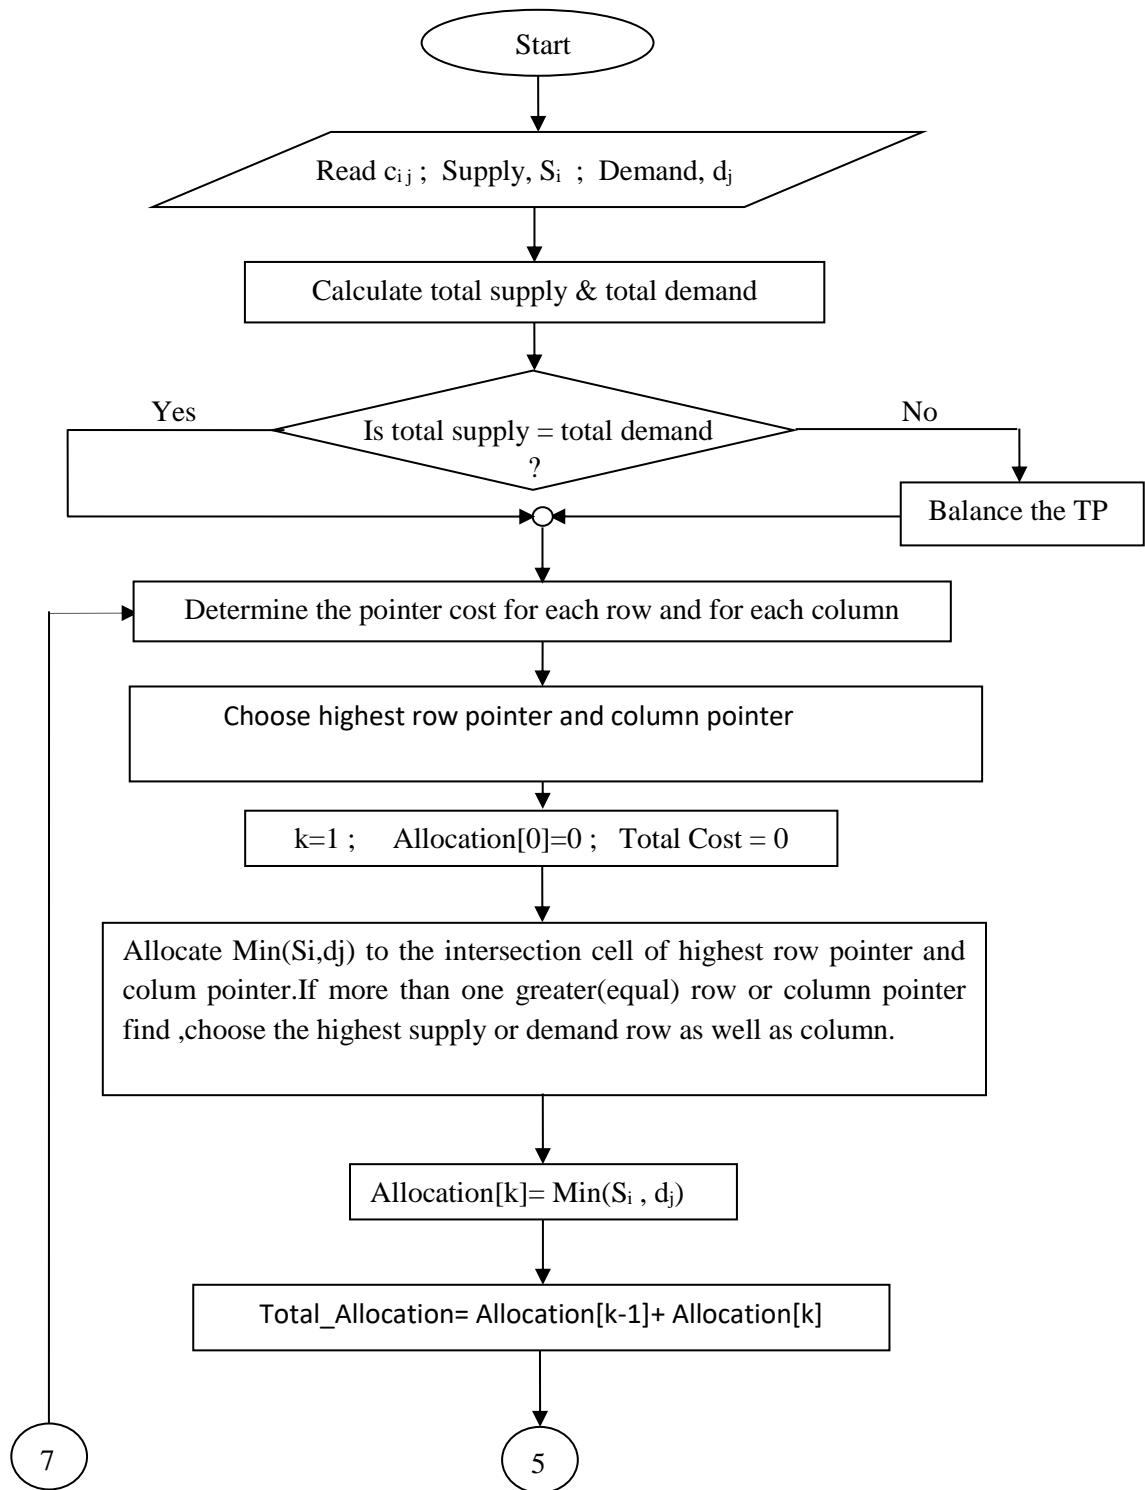 Start
Read cᵢ ⱼ ; Supply, Sᵢ ; Demand, dⱼ
Calculate total supply & total demand
Yes
No
Is total supply = total demand
?
Balance the TP
Determine the pointer cost for each row and for each column
Choose highest row pointer and column pointer
k=1 ; Allocation[0]=0 ; Total Cost = 0
Allocate Min(Si,dj) to the intersection cell of highest row pointer and
colum pointer.If more than one greater(equal) row or column pointer
find ,choose the highest supply or demand row as well as column.
Allocation[k]= Min(Sᵢ , dⱼ)
Total_Allocation= Allocation[k-1]+ Allocation[k]
7
5